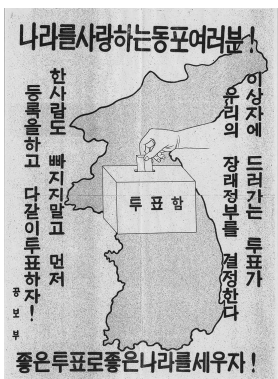 나라를사랑하는동포여러분!
이상자에 드러가는 투표가
우리의 장래정부를 결정한다
투표함
한사람도 빠지지말고 먼저
등록을하고 다같이투표하자!
공보부
좋은투표로좋은나라를세우자!